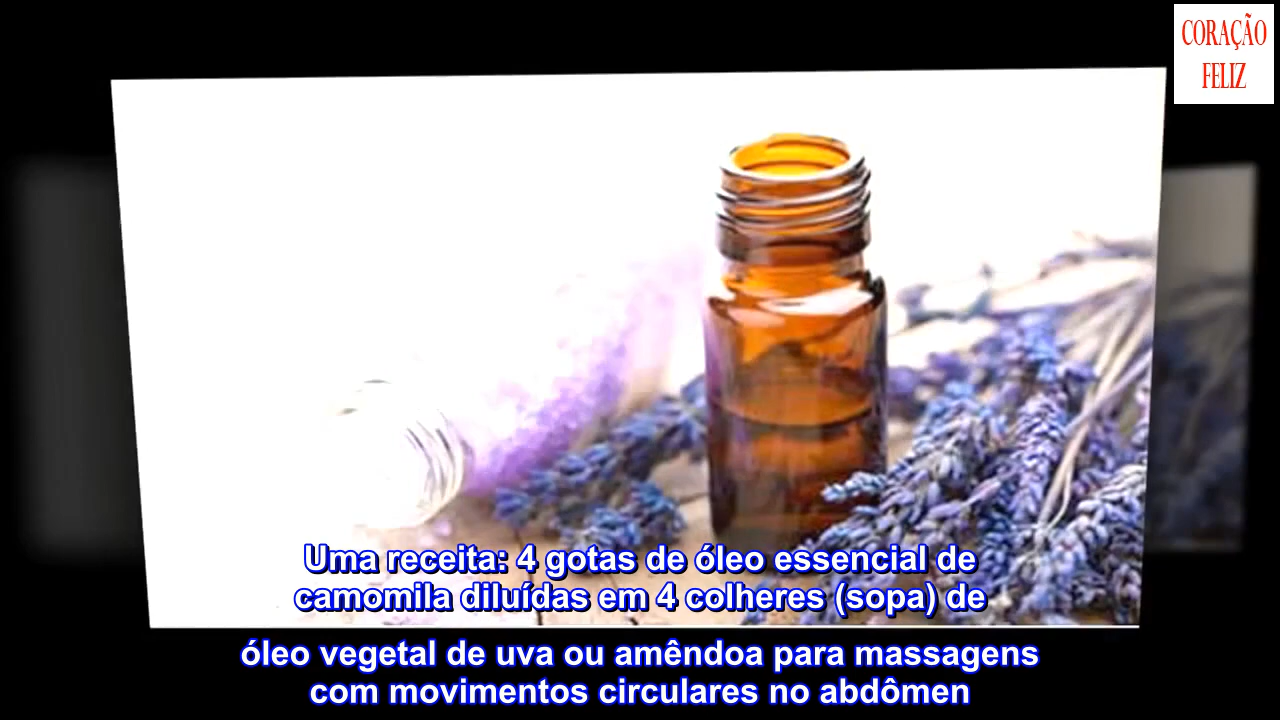 CORAÇÃO
FELIZ
Uma receita: 4 gotas de óleo essencial de
camomila diluídas em 4 colheres (sopa) de
óleo vegetal de uva ou amêndoa para massagens
com movimentos circulares no abdômen